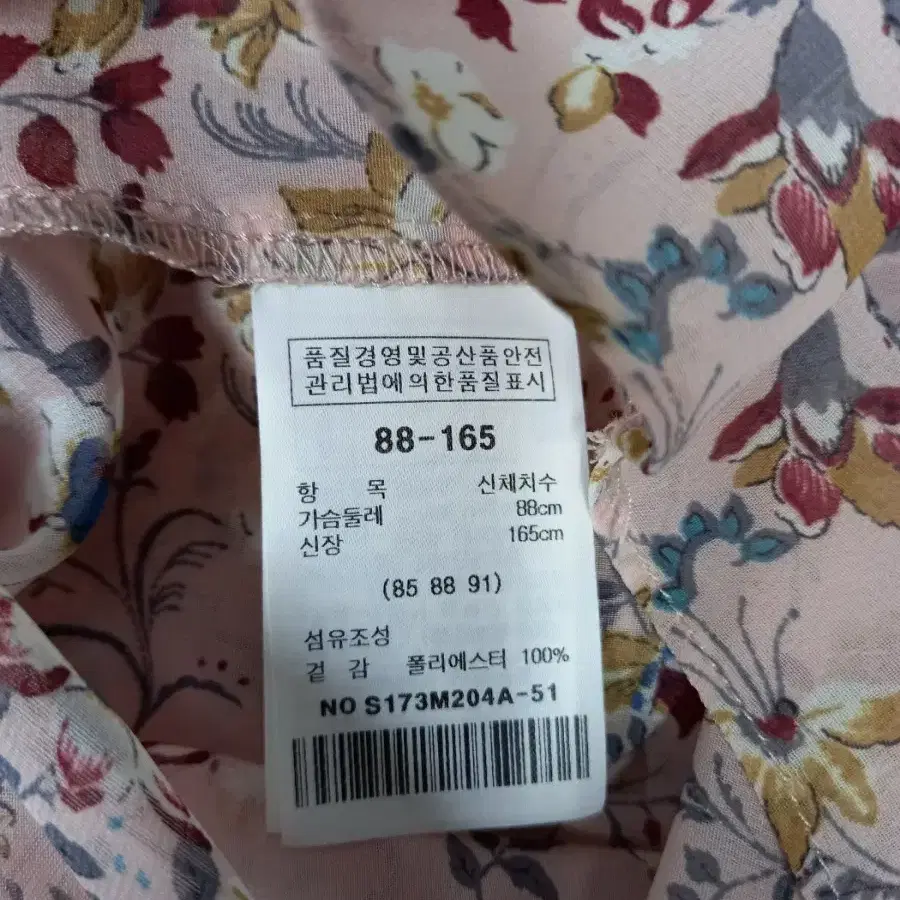 품질경영및공산품안전
관리법에의한품질표시
88-165
항 목 신체치수
가슴둘레 88cm
신장 165cm
(85 88 91)
섬유조성
겉 감 폴리에스터 100%
NO S173M204A-51